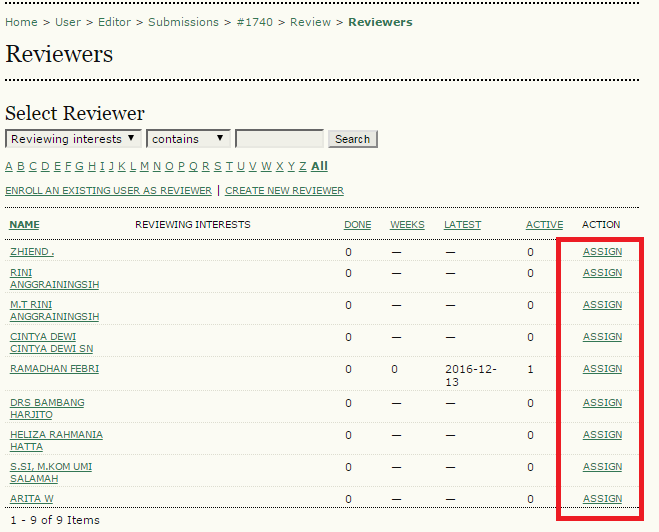 Home > User > Editor > Submissions > #1740 > Review > Reviewers
Reviewers
Select Reviewer
Reviewing interests contains Search
A B C D E F G H I J K L M N O P Q R S T U V W X Y Z All
ENROLL AN EXISTING USER AS REVIEWER | CREATE NEW REVIEWER
NAME REVIEWING INTERESTS DONE WEEKS LATEST ACTIVE ACTION
ZHIEND . 0 — — 0 ASSIGN
RINI 0 — — 0 ASSIGN
ANGGRAININGSIH
M.T RINI 0 — — 0 ASSIGN
ANGGRAININGSIH
CINTYA DEWI 0 — — 0 ASSIGN
CINTYA DEWI SN
RAMADHAN FEBRI 0 0 2016-12- 1 ASSIGN
13
DRS BAMBANG 0 — — 0 ASSIGN
HARJITO
HELIZA RAHMANIA 0 — — 0 ASSIGN
HATTA
S.SI, M.KOM UMI 0 — — 0 ASSIGN
SALAMAH
ARITA W 0 — — 0 ASSIGN
1 - 9 of 9 Items